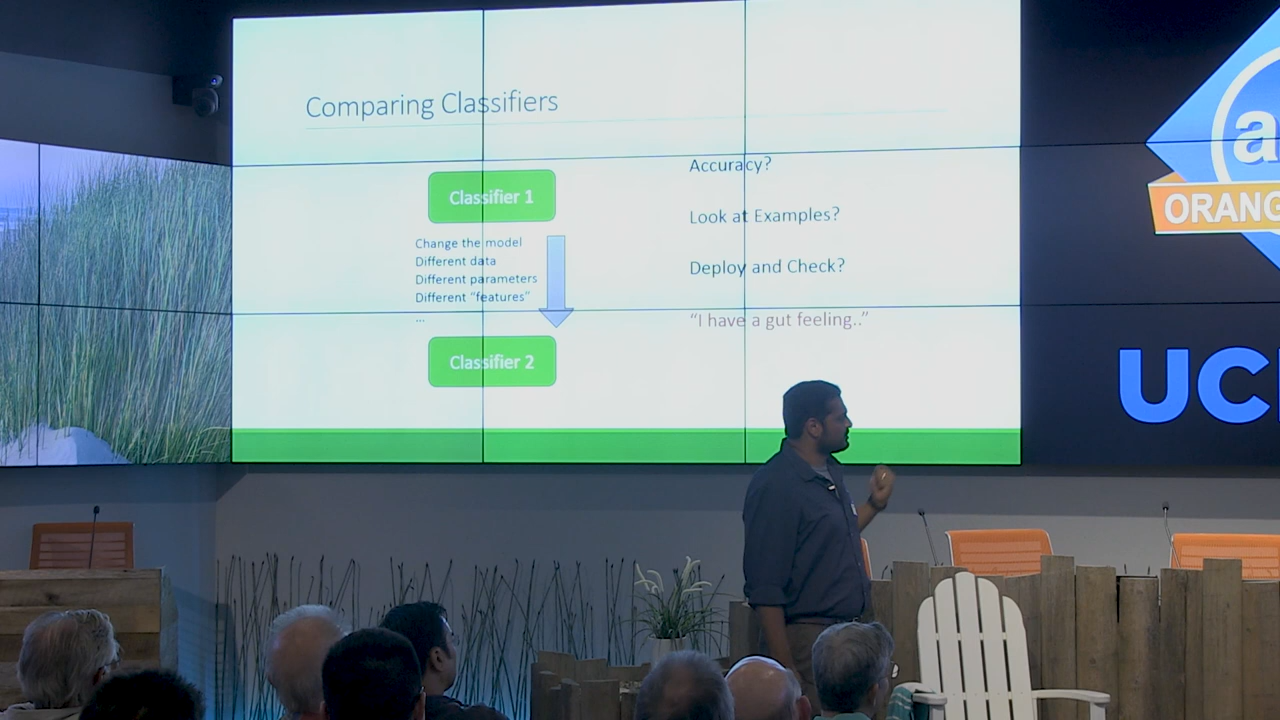 Comparing Classifiers
Classifier 1
Change the model
Different data
Different parameters
Different “features”
...
Classifier 2
Accuracy?
Look at Examples?
Deploy and Check?
“I have a gut feeling..”
a
ORANG
UC